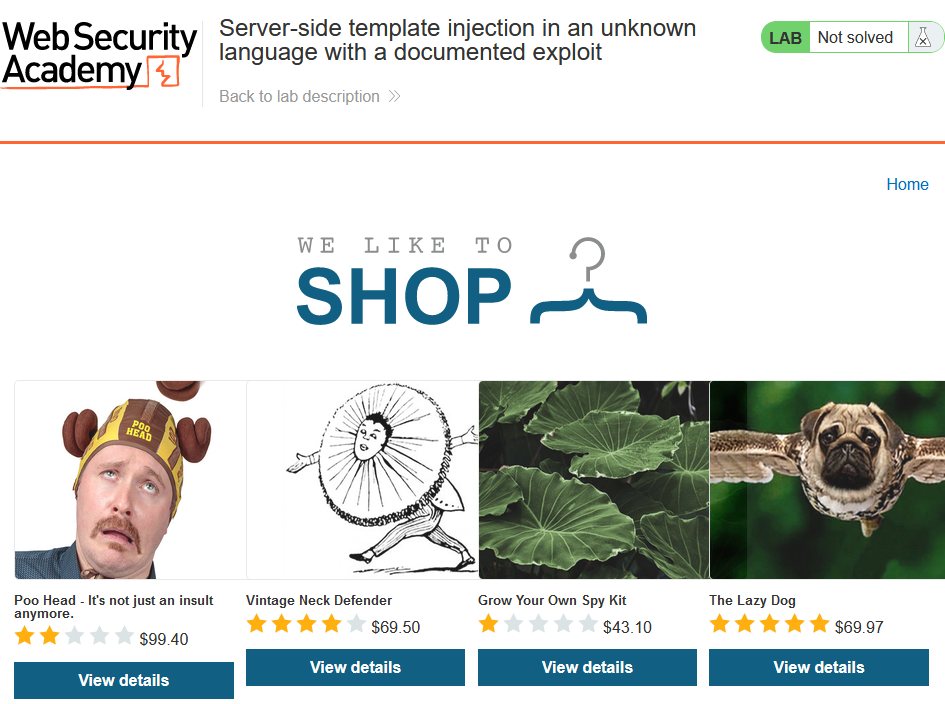 Web Security
Academy
Server-side template injection in an unknown
language with a documented exploit
Back to lab description
LAB Not solved
Home
WE LIKE TO
SHOP
POO
HEAD
Poo Head - It's not just an insult
anymore.
$99.40
View details
Vintage Neck Defender
$69.50
View details
Grow Your Own Spy Kit
$43.10
View details
The Lazy Dog
$69.97
View details